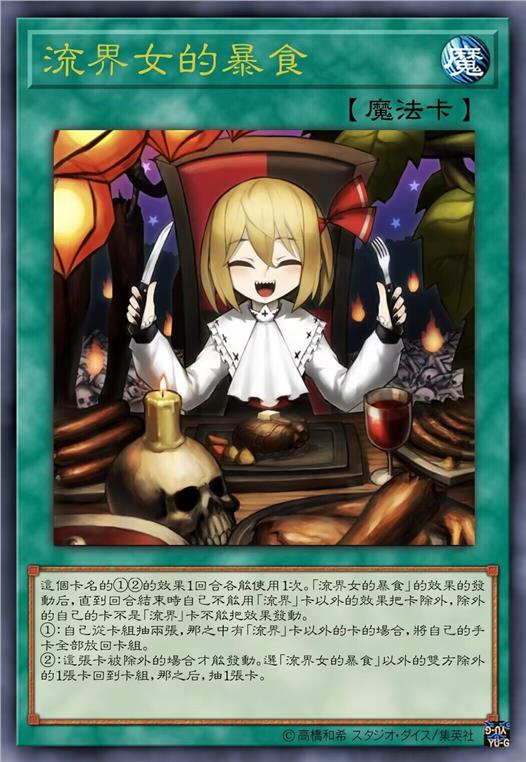 流界女的暴食
魔
【魔法卡】
這個卡名的①②的效果1回合各能使用1次。「流界女的暴食」的效果的發
動后，直到回合結束時自己不能用「流界」卡以外的效果把卡除外，除外
的自己的卡不是「流界」卡不能把效果發動。
①：自己從卡組抽兩張，那之中有「流界」卡以外的卡的場合，將自己的手
卡全部放回卡組。
②：這張卡被除外的場合才能發動。選「流界女的暴食」以外的雙方除外
的1張卡回到卡組，那之后，抽1張卡。
©高橋和希 スタジオ・ダイス/集英社
YU-G
YU-G